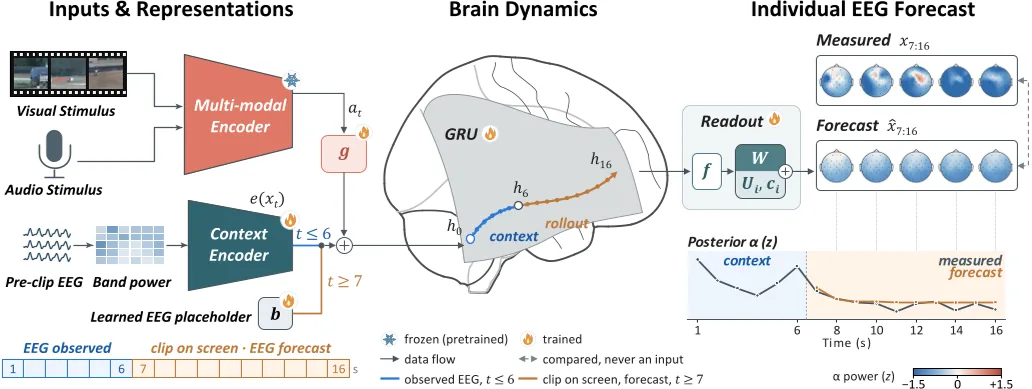 Inputs & Representations
Brain Dynamics
Individual EEG Forecast
Visual Stimulus
Audio Stimulus
Multi-modal
Encoder
a_t
g
e(x_t)
Context
Encoder
t ≤ 6
t ≥ 7
Pre-clip EEG
Band power
Learned EEG placeholder
b
EEG observed
clip on screen · EEG forecast
1
6
7
16
s
GRU
h_0
h_6
h_16
context
rollout
frozen (pretrained)
trained
data flow
compared, never an input
observed EEG, t ≤ 6
clip on screen, forecast, t ≥ 7
Readout
f
W
U_i, c_i
Measured x_{7:16}
Forecast x̂_{7:16}
Posterior α (z)
context
measured
forecast
1 6 8 10 12 14 16
Time (s)
α power (z)
−1.5 +1.5